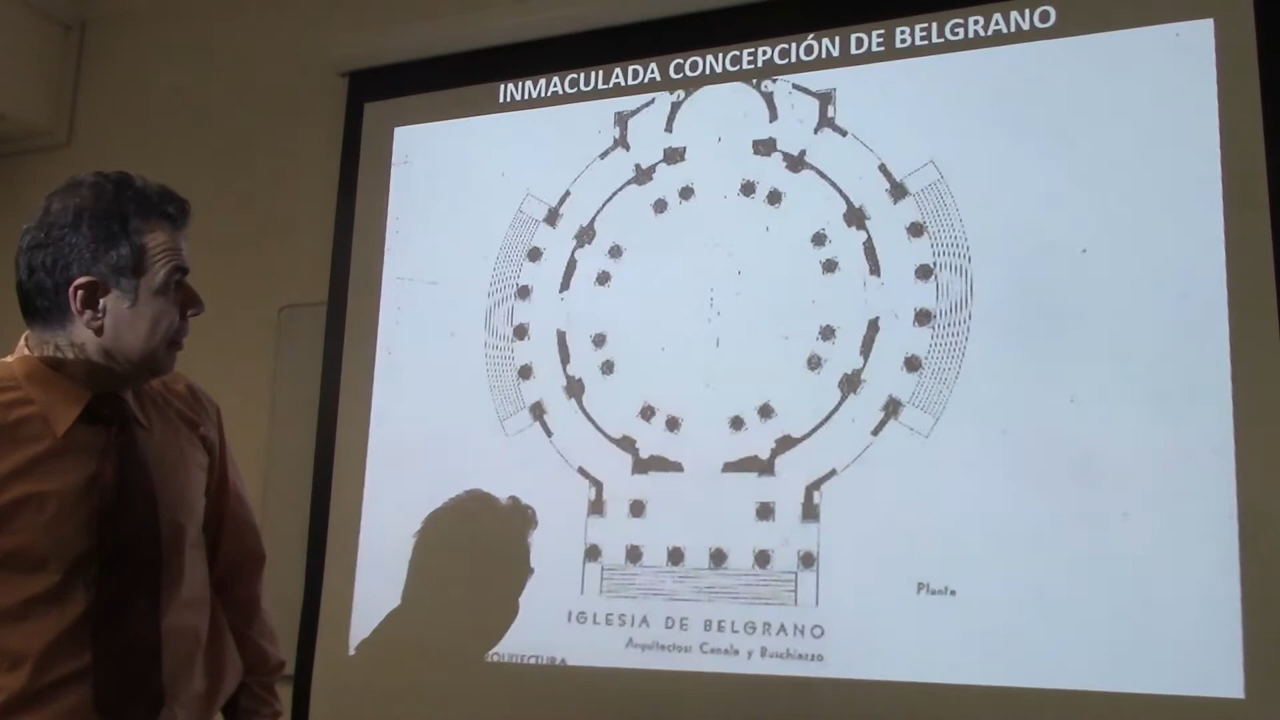 INMACULADA CONCEPCIÓN DE BELGRANO
Planta
IGLESIA DE BELGRANO
Arquitectos: Canale y Buschiazzo